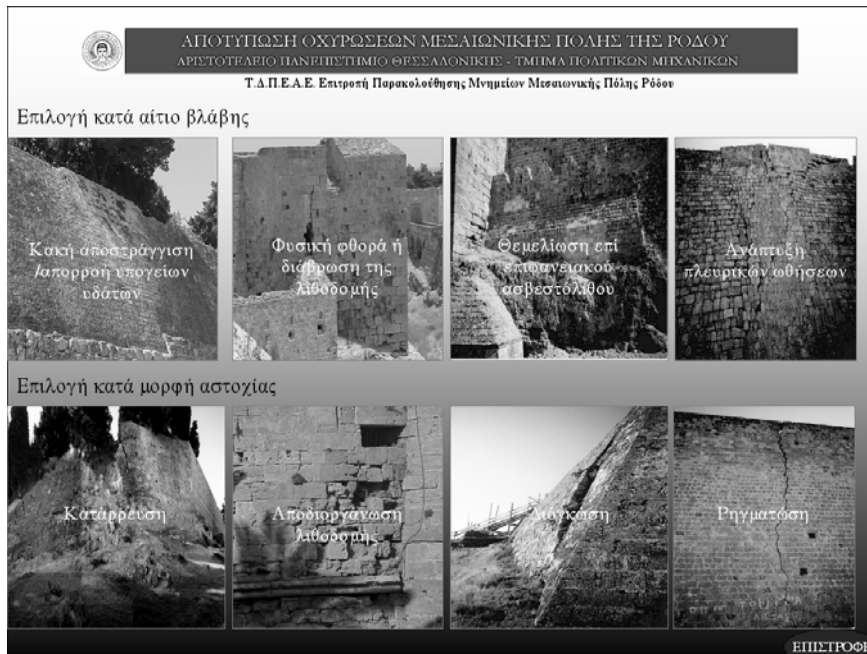 ΑΠΟΤΥΠΩΣΗ ΟΧΥΡΩΣΕΩΝ ΜΕΣΑΙΩΝΙΚΗΣ ΠΟΛΗΣ ΤΗΣ ΡΟΔΟΥ
ΑΡΙΣΤΟΤΕΛΕΙΟ ΠΑΝΕΠΙΣΤΗΜΙΟ ΘΕΣΣΑΛΟΝΙΚΗΣ - ΤΜΗΜΑ ΠΟΛΙΤΙΚΩΝ ΜΗΧΑΝΙΚΩΝ
Τ.Δ.Π.Ε.Α.Ε. Επιτροπή Παρακολούθησης Μνημείων Μεσαιωνικής Πόλης Ρόδου
Επιλογή κατά αίτιο βλάβης
Κακή αποστράγγιση
/απορροή υπογείων
υδάτων
Φυσική φθορά ή
διάβρωση της
λιθοδομής
Θεμελίωση επί
επιφανειακού
ασβεστόλιθου
Ανάπτυξη
πλευρικών ωθήσεων
Επιλογή κατά μορφή αστοχίας
Κατάρρευση
Αποδιοργάνωση
λιθοδομής
Διόγκωση
Ρηγμάτωση
ΕΠΙΣΤΡΟΦΗ